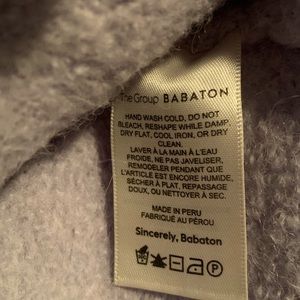 The Group BABATON
HAND WASH COLD, DO NOT
BLEACH, RESHAPE WHILE DAMP,
DRY FLAT, COOL IRON, OR DRY
CLEAN.
LAVER À LA MAIN À L'EAU
FROIDE, NE PAS JAVELISER,
REMODELER PENDANT QUE
L'ARTICLE EST ENCORE HUMIDE,
SÉCHER À PLAT, REPASSAGE
DOUX, OU NETTOYER À SEC.
MADE IN PERU
FABRIQUÉ AU PÉROU
Sincerely, Babaton
P